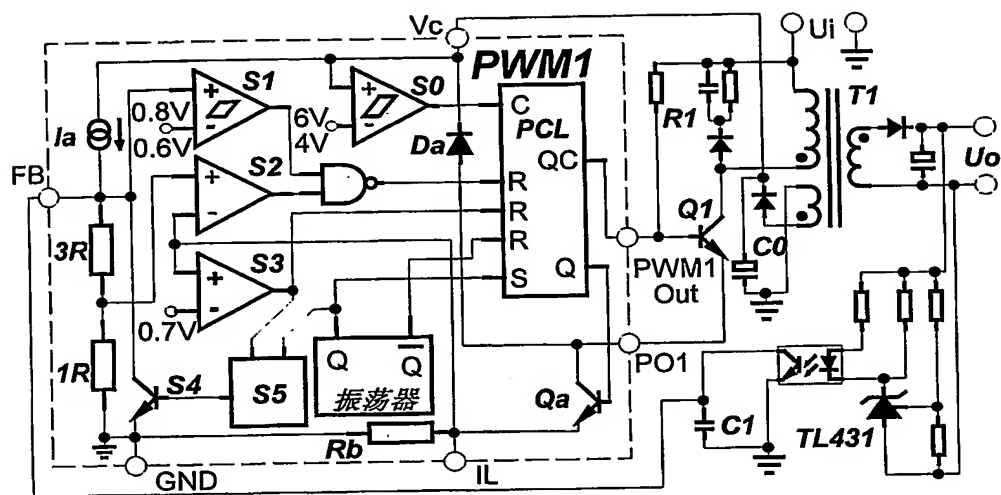 Vc
Ui
S1
S0
PWM1
T1
0.8V
0.6V
6V
4V
C
PCL
R1
Ia
Da
QC
Uo
FB
S2
R
Q1
3R
R
C0
S3
R
PWM1
Out
S
Q
0.7V
PO1
1R
S4
S5
Q
Q
振荡器
Qa
C1
TL431
Rb
GND
IL